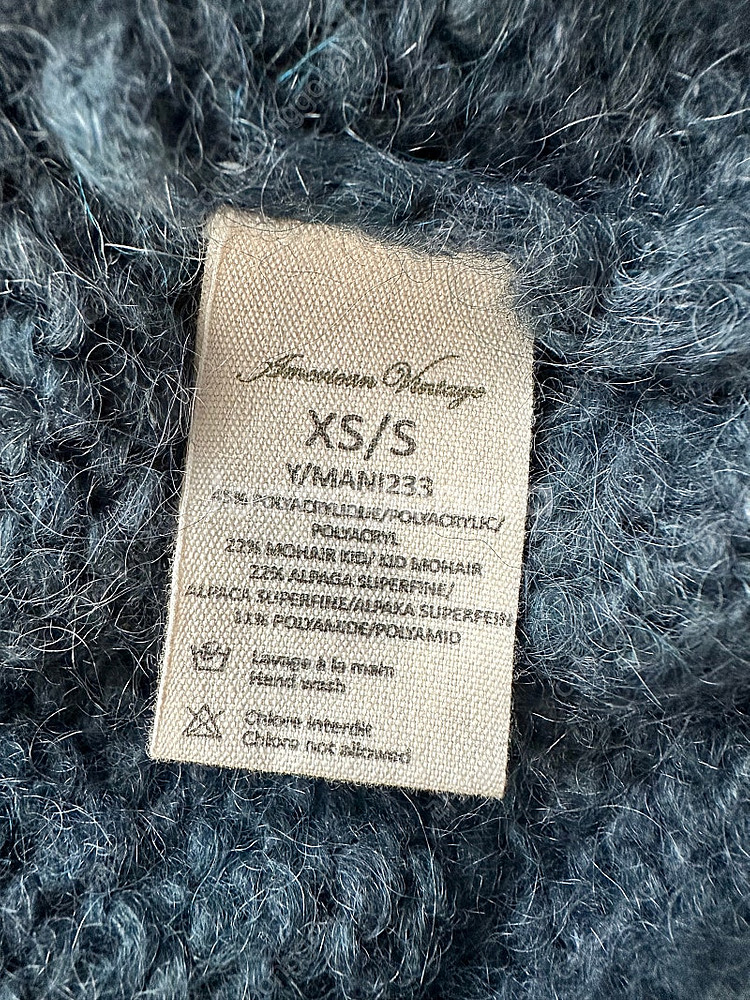 American Vintage
XS/S
Y/MANI233
45% POLYACRYLIQUE/POLYACRYLIC/
POLYACRYL
22% MOHAIR KID/ KID MOHAIR
22% ALPAGA SUPERFINE/
ALPACA SUPERFINE/ALPAKA SUPERFEIN
11% POLYAMIDE/POLYAMID
Lavage à la main
Hand wash
Chlore interdit
Chlore not allowed